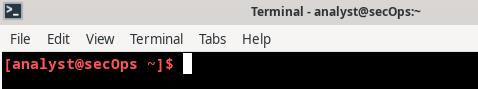 Terminal - analyst@secOps:~
File Edit View Terminal Tabs Help
[analyst@secOps ~]$